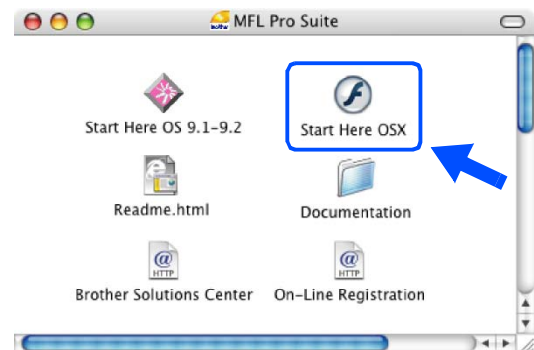 MFL Pro Suite
Start Here OS 9.1-9.2
Start Here OSX
Readme.html
Documentation
@
HTTP
@
HTTP
Brother Solutions Center
On-Line Registration